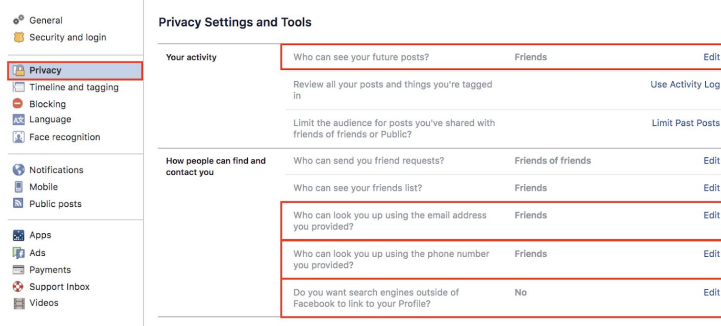 General
Security and login
Privacy
Timeline and tagging
Blocking
Language
Face recognition
Notifications
Mobile
Public posts
Apps
Ads
Payments
Support Inbox
Videos
Privacy Settings and Tools
Your activity
Who can see your future posts? Friends Edit
Review all your posts and things you're tagged Use Activity Log
in
Limit the audience for posts you've shared with Limit Past Posts
friends of friends or Public?
How people can find and Who can send you friend requests? Friends of friends Edit
contact you
Who can see your friends list? Friends Edit
Who can look you up using the email address Friends Edit
you provided?
Who can look you up using the phone number Friends Edit
you provided?
Do you want search engines outside of No Edit
Facebook to link to your Profile?